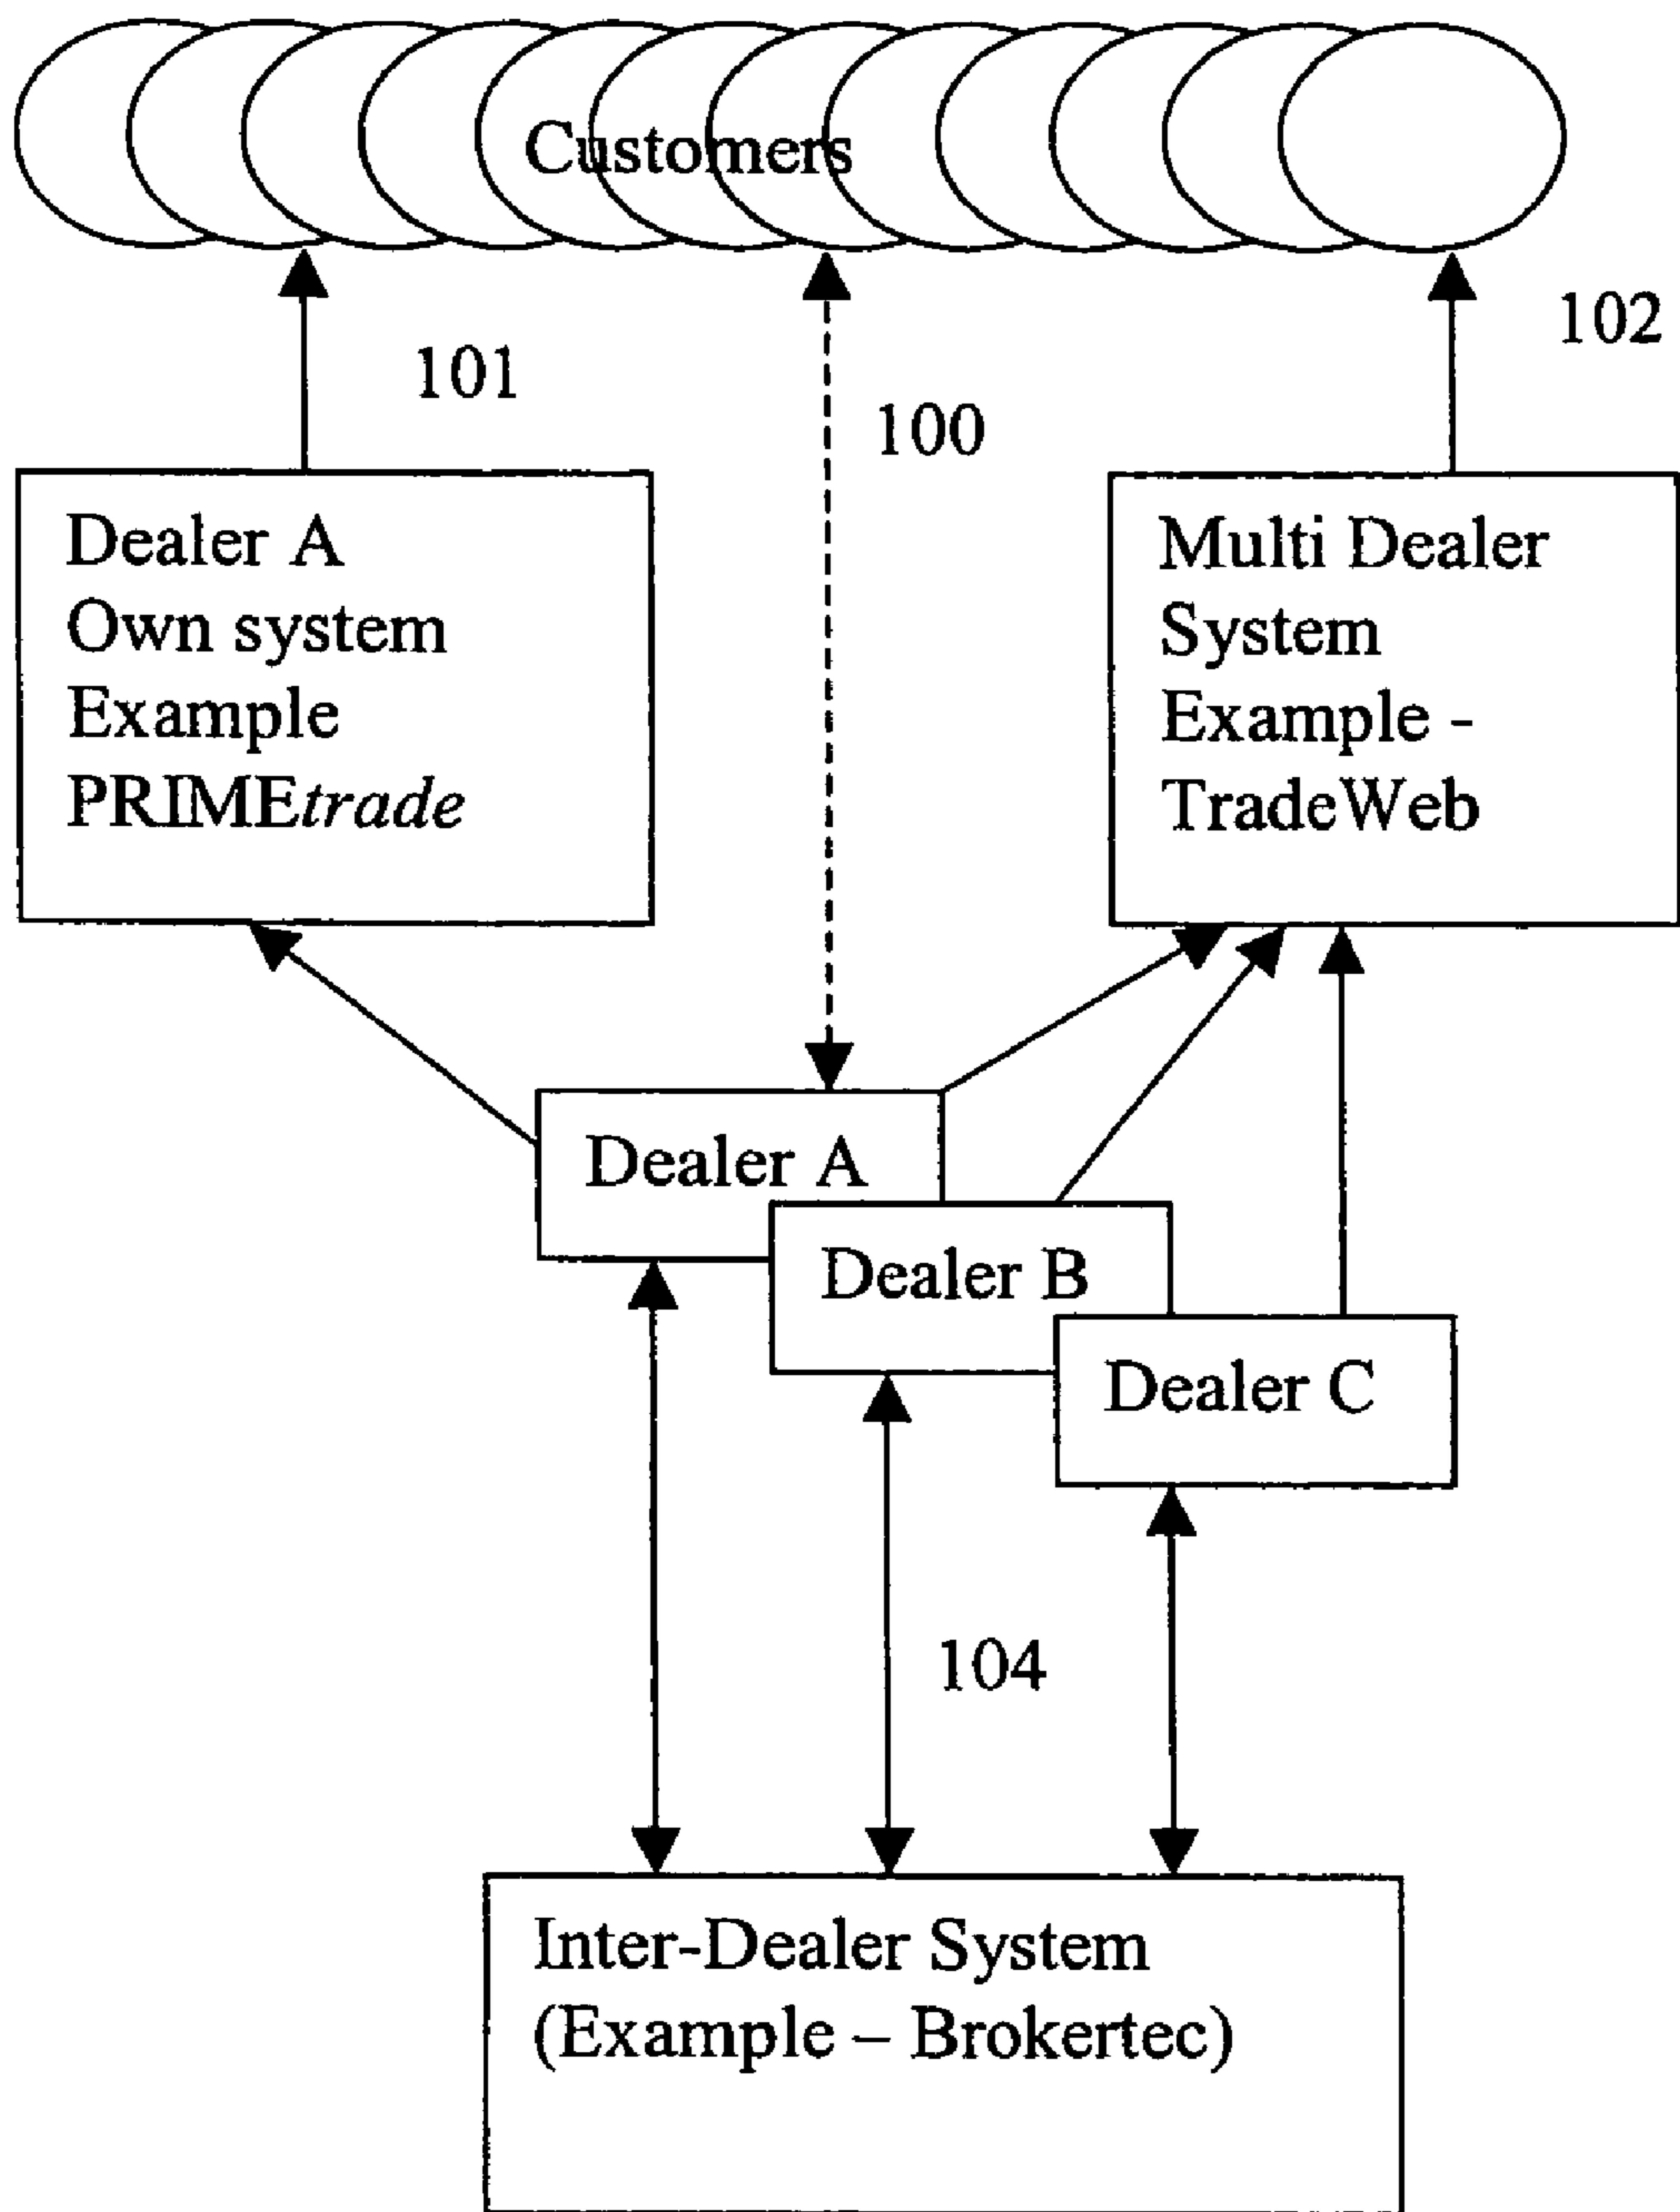 Customers
102
101
100
Dealer A
Own system
Example
PRIMEtrade
Multi Dealer
System
Example -
TradeWeb
Dealer A
Dealer B
Dealer C
104
Inter-Dealer System
(Example – Brokertec)